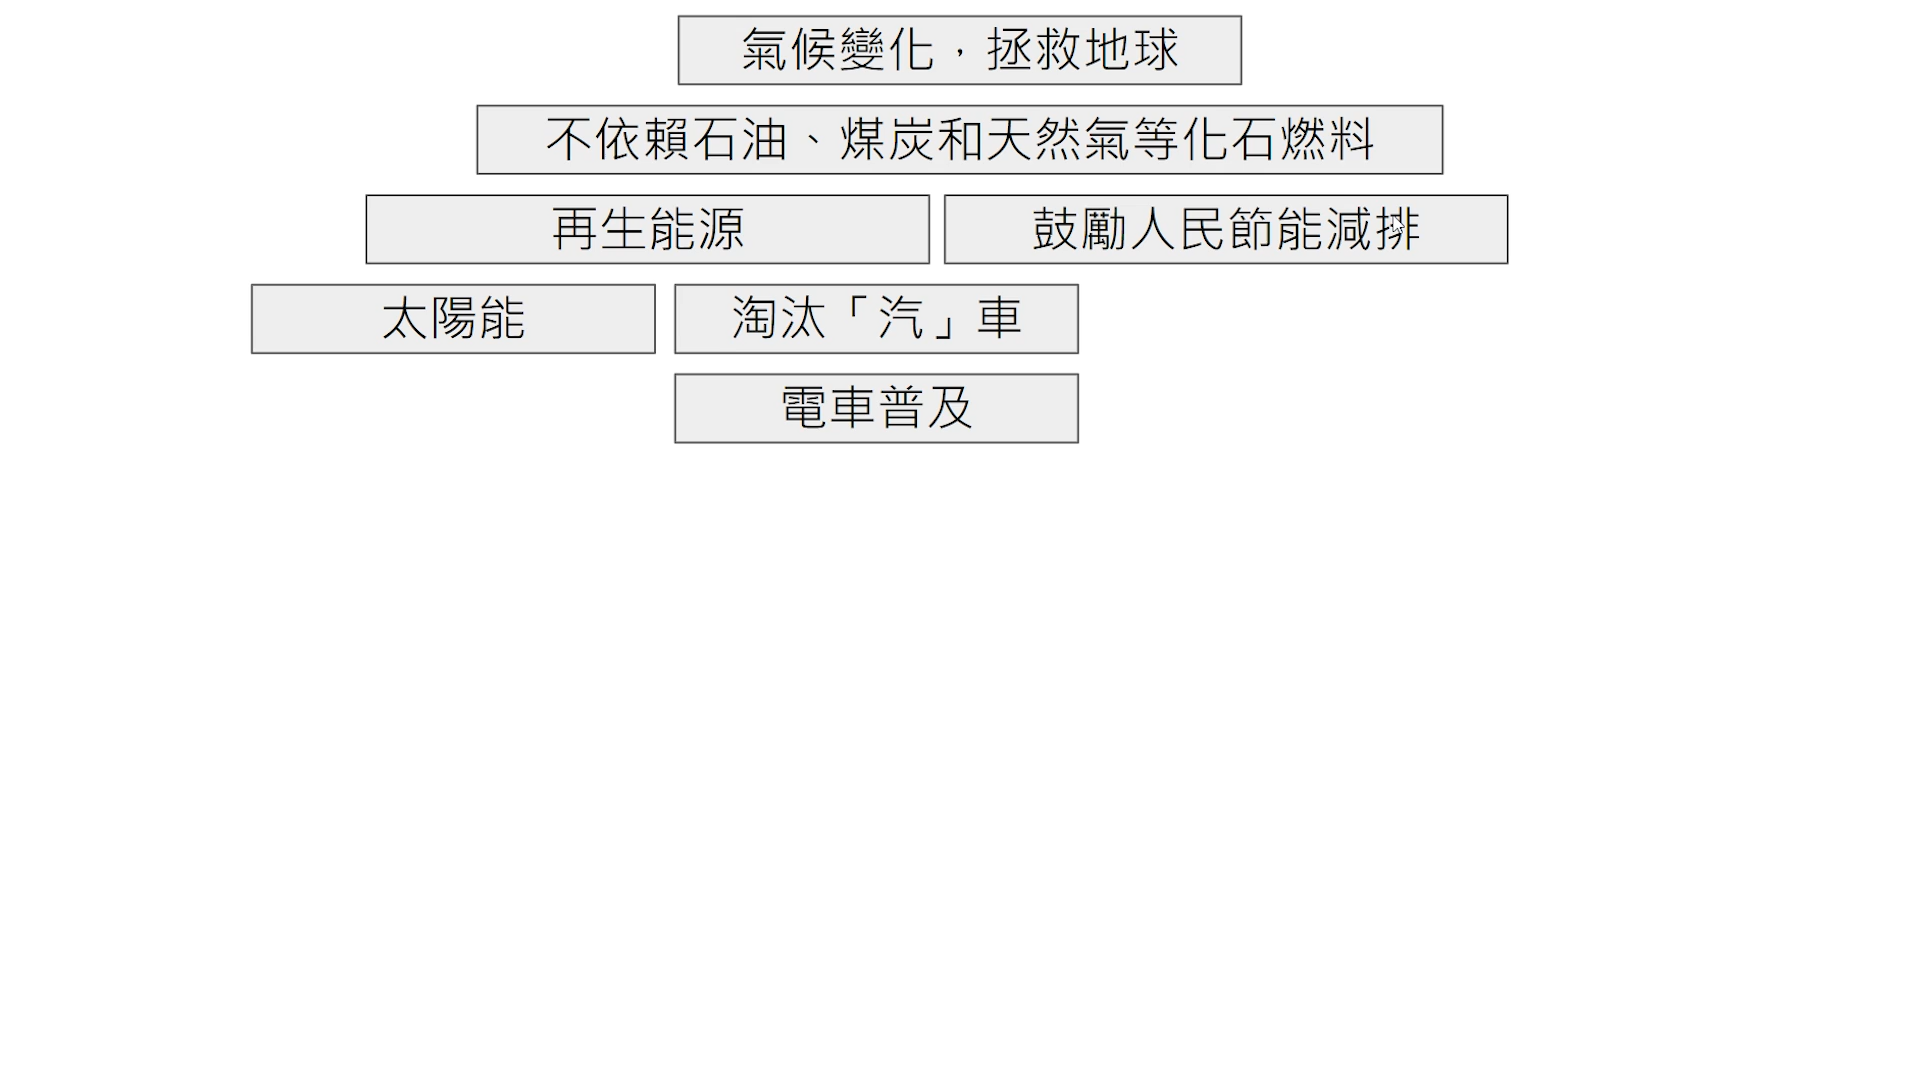 氣候變化，拯救地球
不依賴石油、煤炭和天然氣等化石燃料
再生能源
鼓勵人民節能減排
太陽能
淘汰「汽」車
電車普及